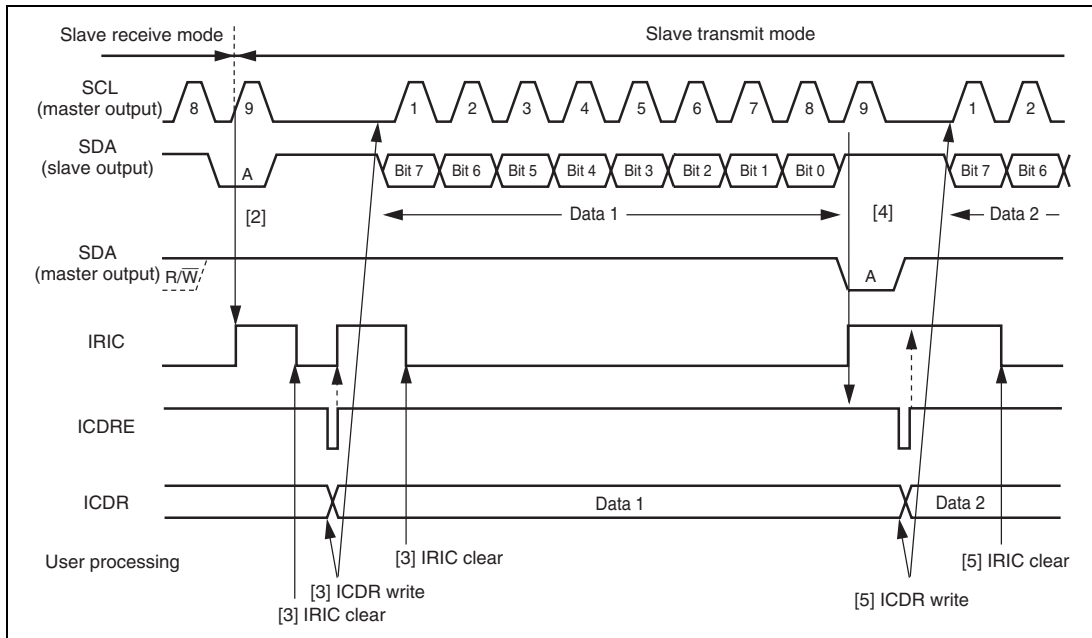 Slave receive mode
Slave transmit mode
SCL
(master output)
8
9
1
2
3
4
5
6
7
8
9
1
2
SDA
(slave output)
A
Bit 7
Bit 6
Bit 5
Bit 4
Bit 3
Bit 2
Bit 1
Bit 0
Bit 7
Bit 6
[2]
Data 1
[4]
Data 2
SDA
(master output)
R/W
A
IRIC
ICDRE
ICDR
Data 1
Data 2
User processing
[3] IRIC clear
[5] IRIC clear
[3] ICDR write
[5] ICDR write
[3] IRIC clear